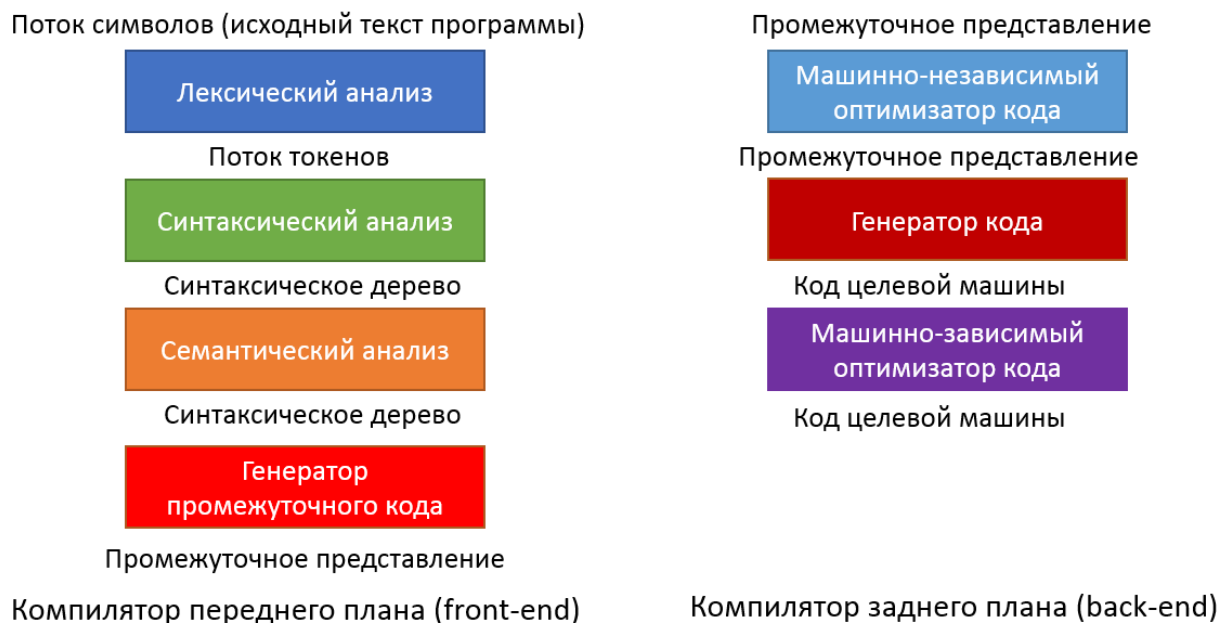 Поток символов (исходный текст программы)
Лексический анализ
Поток токенов
Синтаксический анализ
Синтаксическое дерево
Семантический анализ
Синтаксическое дерево
Генератор
промежуточного кода
Промежуточное представление
Компилятор переднего плана (front-end)
Промежуточное представление
Машинно-независимый
оптимизатор кода
Промежуточное представление
Генератор кода
Код целевой машины
Машинно-зависимый
оптимизатор кода
Код целевой машины
Компилятор заднего плана (back-end)